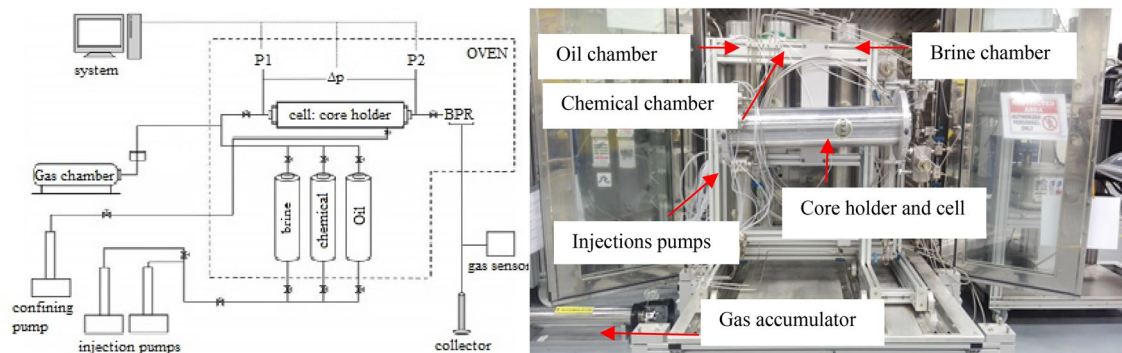 system
OVEN
P1
P2
Δp
cell: core holder
BPR
Gas chamber
brine
chemical
Oil
gas sensor
confining
pump
injection pumps
collector
Oil chamber
Brine chamber
Chemical chamber
Core holder and cell
Injections pumps
Gas accumulator